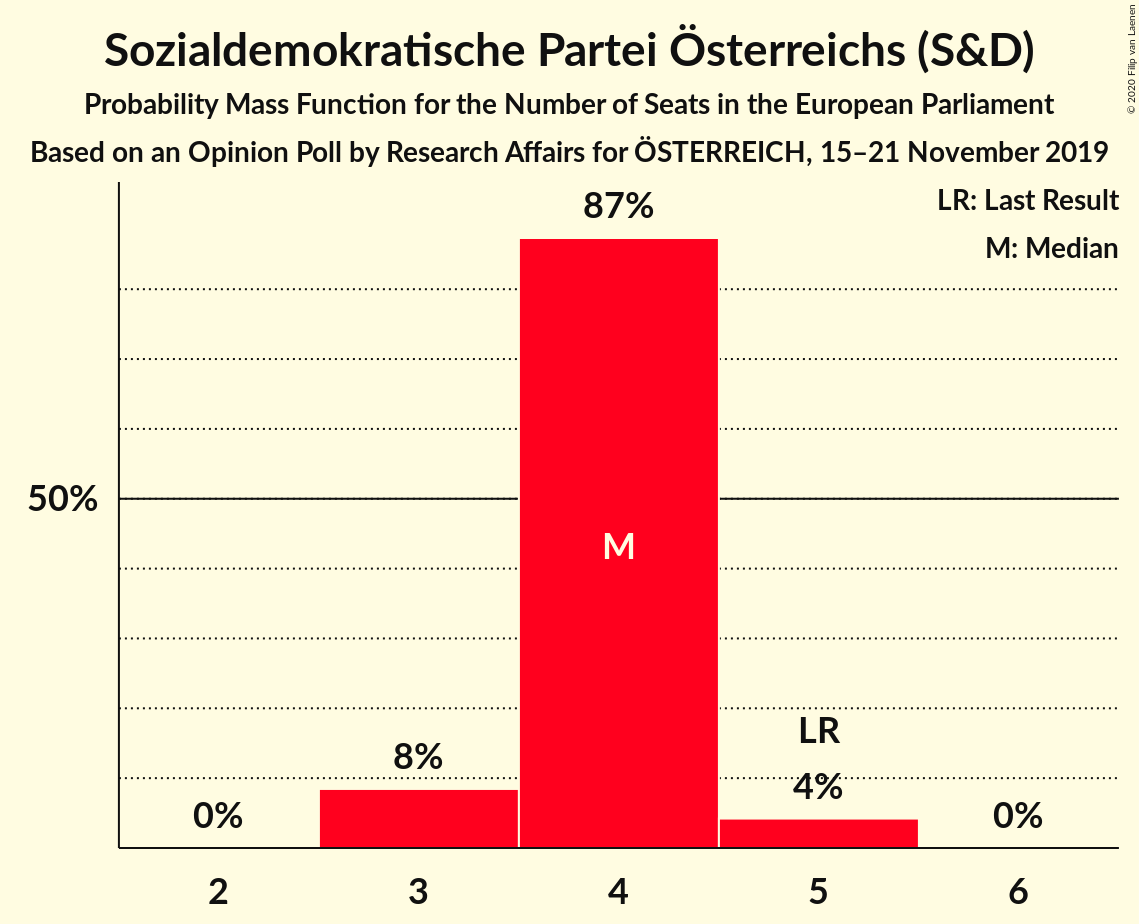 Sozialdemokratische Partei Österreichs (S&D)
Probability Mass Function for the Number of Seats in the European Parliament
Based on an Opinion Poll by Research Affairs for ÖSTERREICH, 15–21 November 2019
© 2020 Filip van Laenen
LR: Last Result
M: Median
87%
50%
M
LR
8%
4%
0%
0%
2 3 4 5 6